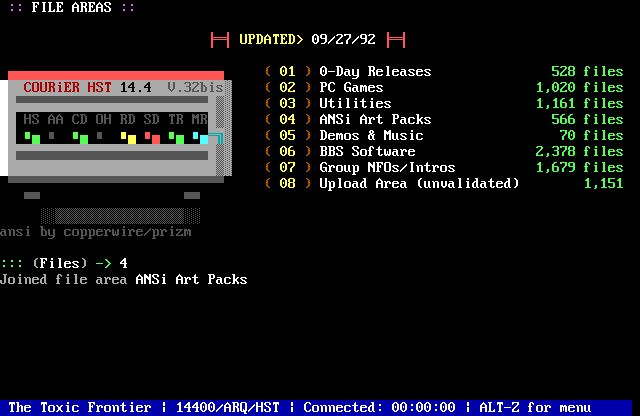 :: FILE AREAS ::
UPDATED> 09/27/92
( 01 ) 0-Day Releases 528 files
( 02 ) PC Games 1,020 files
( 03 ) Utilities 1,161 files
( 04 ) ANSi Art Packs 566 files
( 05 ) Demos & Music 70 files
( 06 ) BBS Software 2,378 files
( 07 ) Group NFOs/Intros 1,679 files
( 08 ) Upload Area (unvalidated) 1,151
COURiER HST 14.4 V.32bis
HS AA CD OH RD SD TR MR
ansi by copperwire/prizm
::: (Files) -> 4
Joined file area ANSi Art Packs
The Toxic Frontier ¦ 14400/ARQ/HST ¦ Connected: 00:00:00 ¦ ALT-Z for menu